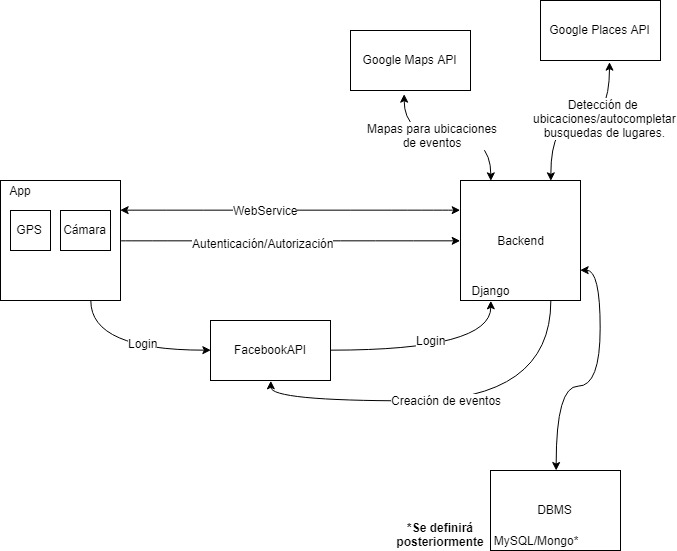 Google Places API
Google Maps API
Detección de
ubicaciones/autocompletar
busquedas de lugares.
Mapas para ubicaciones
de eventos
App
GPS
Cámara
WebService
Autenticación/Autorización
Backend
Django
Login
FacebookAPI
Login
Creación de eventos
DBMS
MySQL/Mongo*
*Se definirá
posteriormente